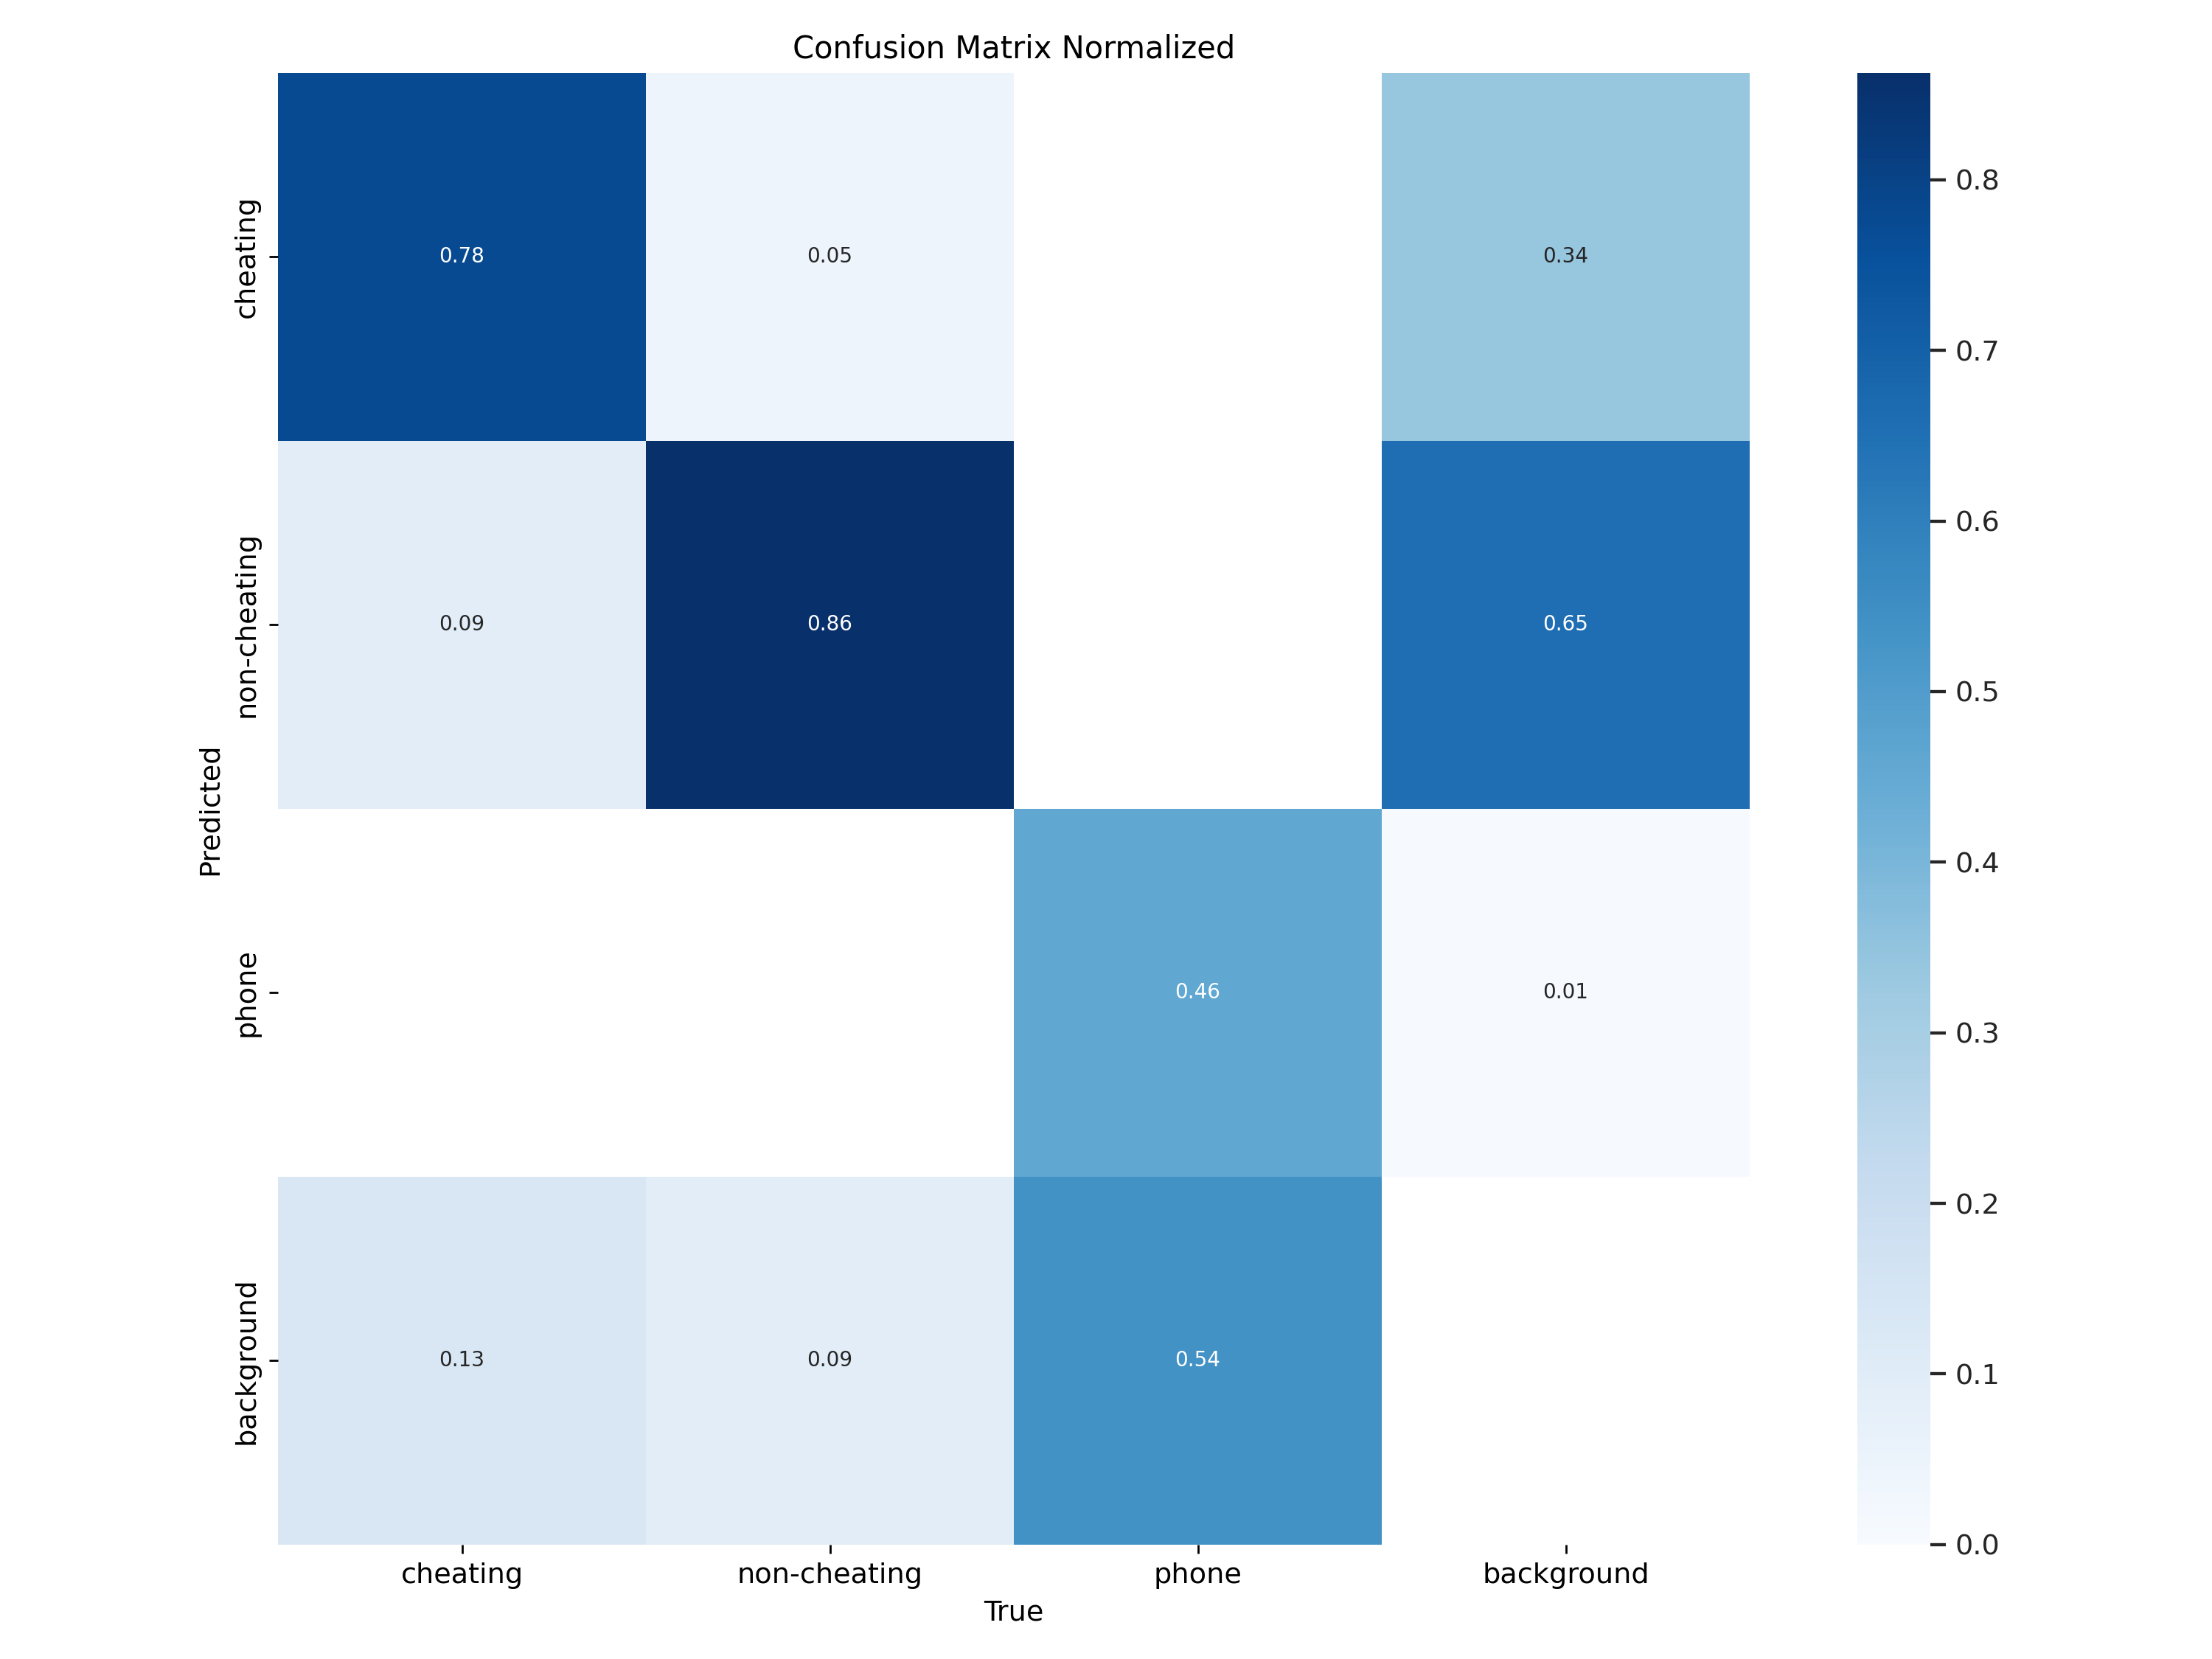 Confusion Matrix Normalized
cheating
0.78
0.05
0.34
non-cheating
0.09
0.86
0.65
phone
0.46
0.01
background
0.13
0.09
0.54
Predicted
cheating
non-cheating
phone
background
True
0.8
0.7
0.6
0.5
0.4
0.3
0.2
0.1
0.0